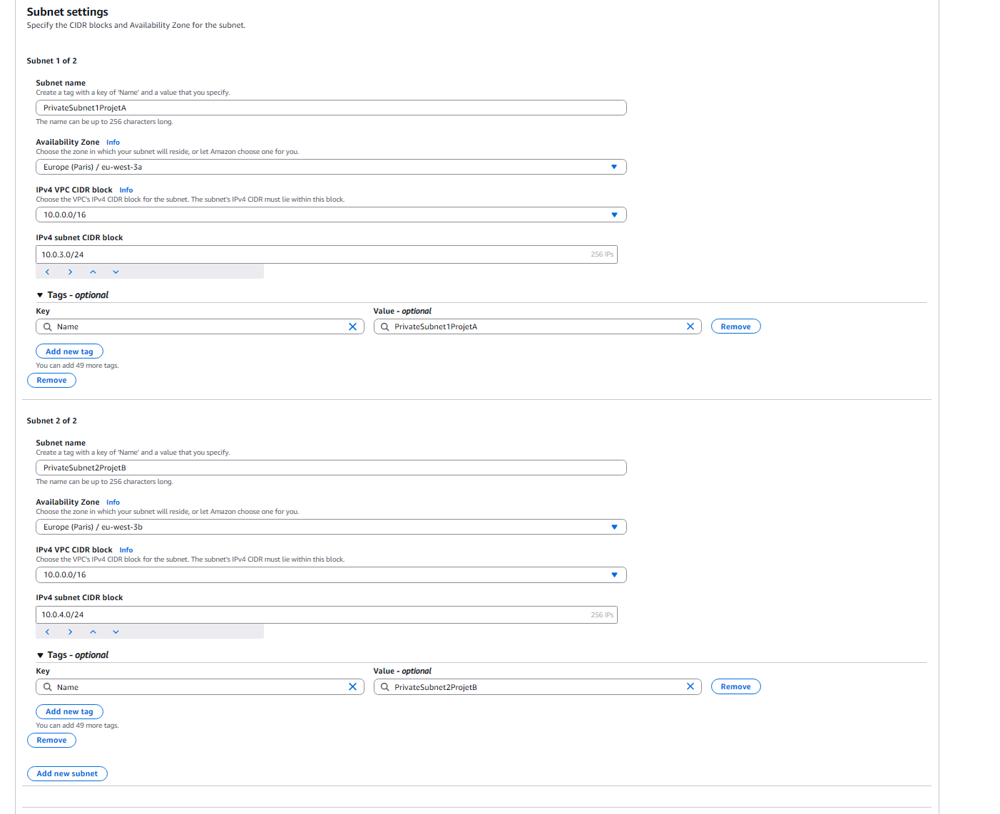 Subnet settings
Specify the CIDR blocks and Availability Zone for the subnet.
Subnet 1 of 2
Subnet name
Create a tag with a key of 'Name' and a value that you specify.
PrivateSubnet1ProjetA
The name can be up to 256 characters long.
Availability Zone Info
Choose the zone in which your subnet will reside, or let Amazon choose one for you.
Europe (Paris) / eu-west-3a
IPv4 VPC CIDR block Info
Choose the VPC's IPv4 CIDR block for the subnet. The subnet's IPv4 CIDR must lie within this block.
10.0.0.0/16
IPv4 subnet CIDR block
10.0.3.0/24 256 IPs
Tags - optional
Key Value - optional
Name PrivateSubnet1ProjetA Remove
Add new tag
You can add 49 more tags.
Remove
Subnet 2 of 2
Subnet name
Create a tag with a key of 'Name' and a value that you specify.
PrivateSubnet2ProjetB
The name can be up to 256 characters long.
Availability Zone Info
Choose the zone in which your subnet will reside, or let Amazon choose one for you.
Europe (Paris) / eu-west-3b
IPv4 VPC CIDR block Info
Choose the VPC's IPv4 CIDR block for the subnet. The subnet's IPv4 CIDR must lie within this block.
10.0.0.0/16
IPv4 subnet CIDR block
10.0.4.0/24 256 IPs
Tags - optional
Key Value - optional
Name PrivateSubnet2ProjetB Remove
Add new tag
You can add 49 more tags.
Remove
Add new subnet